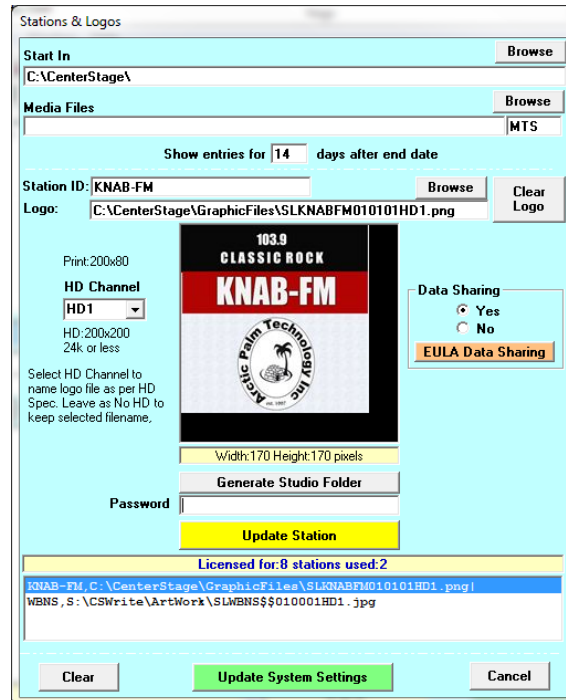 Stations & Logos
Start In
Browse
C:\CenterStage\
Media Files
Browse
MTS
Show entries for 14 days after end date
Station ID: KNAB-FM
Browse
Clear Logo
Logo: C:\CenterStage\GraphicFiles\SLKNABFM010101HD1.png
Print:200x80
HD Channel
HD1
HD:200x200
24k or less
Select HD Channel to
name logo file as per HD
Spec. Leave as No HD to
keep selected filename,
103.9
CLASSIC ROCK
KNAB-FM
Arctic Palm Technology Inc
est. 1997
Data Sharing
Yes
No
EULA Data Sharing
Width:170 Height:170 pixels
Generate Studio Folder
Password
Update Station
Licensed for:8 stations used:2
KNAB-FM,C:\CenterStage\GraphicFiles\SLKNABFM010101HD1.png|
WBNS,S:\CSWrite\ArtWork\SLWBNS$$010001HD1.jpg
Clear
Update System Settings
Cancel